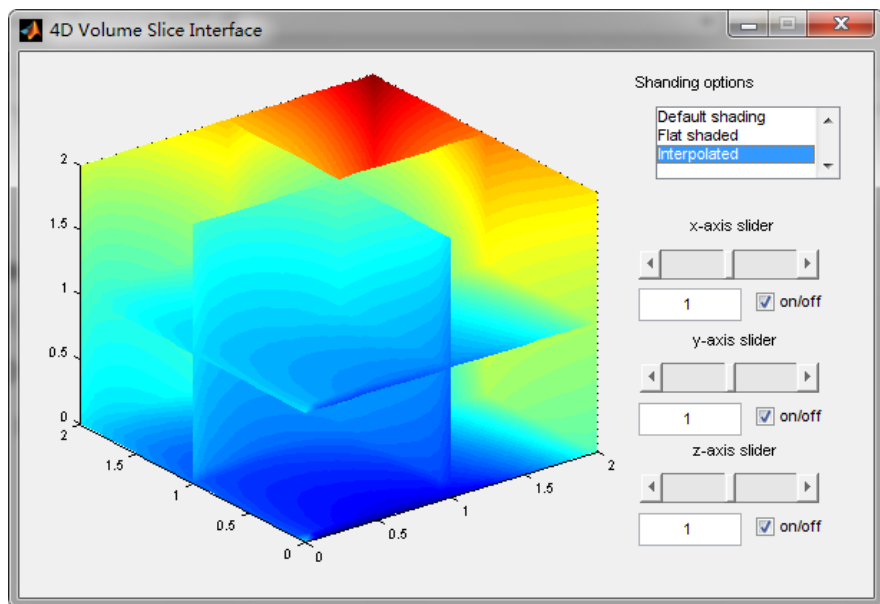 4D Volume Slice Interface
Shanding options
Default shading
Flat shaded
Interpolated
x-axis slider
1
on/off
y-axis slider
1
on/off
z-axis slider
1
on/off
2
1.5
1
0.5
0
2
1.5
1
0.5
0
0
0.5
1
1.5
2